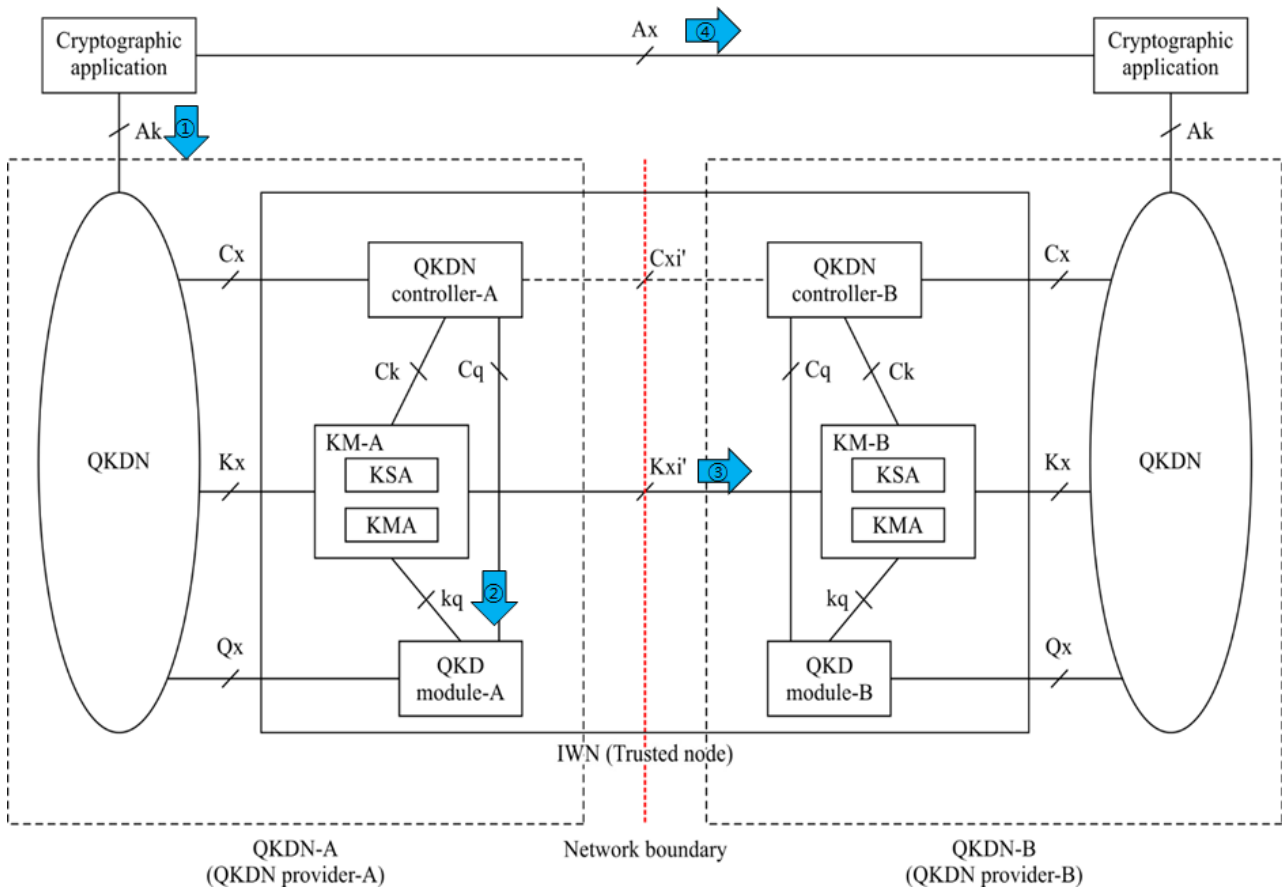 Cryptographic
application
Ax
④
Cryptographic
application
Ak
①
Ak
Cx
QKDN
controller-A
Cxi'
QKDN
controller-B
Cx
Ck
Cq
Cq
Ck
QKDN
Kx
KM-A
KSA
KMA
Kxi'
③
KM-B
KSA
KMA
Kx
QKDN
kq
②
kq
Qx
QKD
module-A
QKD
module-B
Qx
IWN (Trusted node)
QKDN-A
(QKDN provider-A)
Network boundary
QKDN-B
(QKDN provider-B)